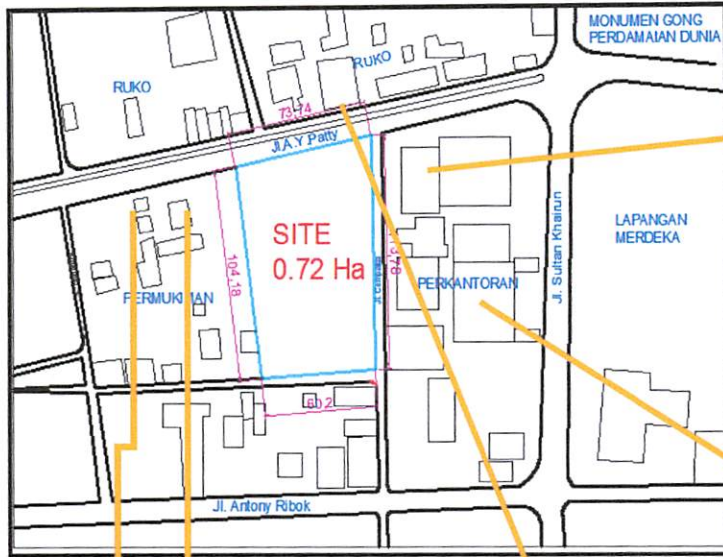 MONUMEN GONG
PERDAMAIAN DUNIA
RUKO
RUKO
73,74
Jl.A.Y.Patty
SITE
0.72 Ha
104,18
PERMUKIMAN
PERKANTORAN
Jl. Sultan Khairun
LAPANGAN
MERDEKA
60,2
Jl. Antony Ribok